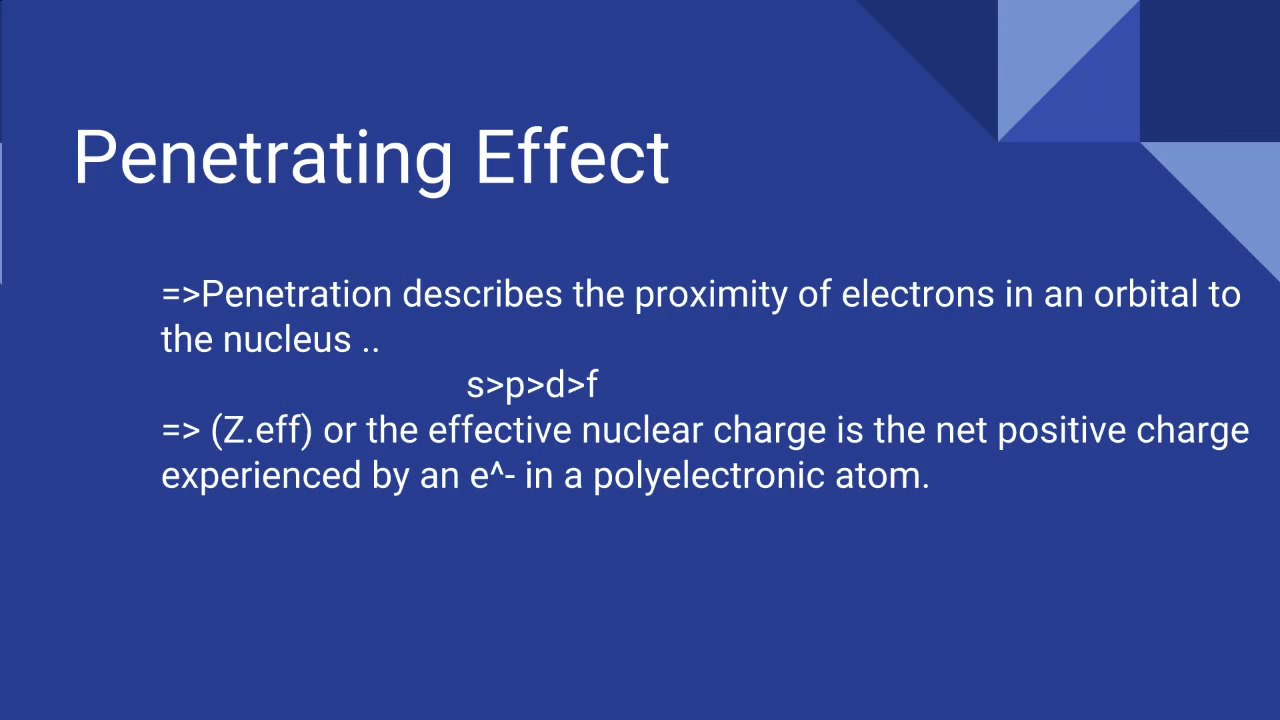 Penetrating Effect
=>Penetration describes the proximity of electrons in an orbital to
the nucleus ..
s>p>d>f
=> (Z.eff) or the effective nuclear charge is the net positive charge
experienced by an e^- in a polyelectronic atom.